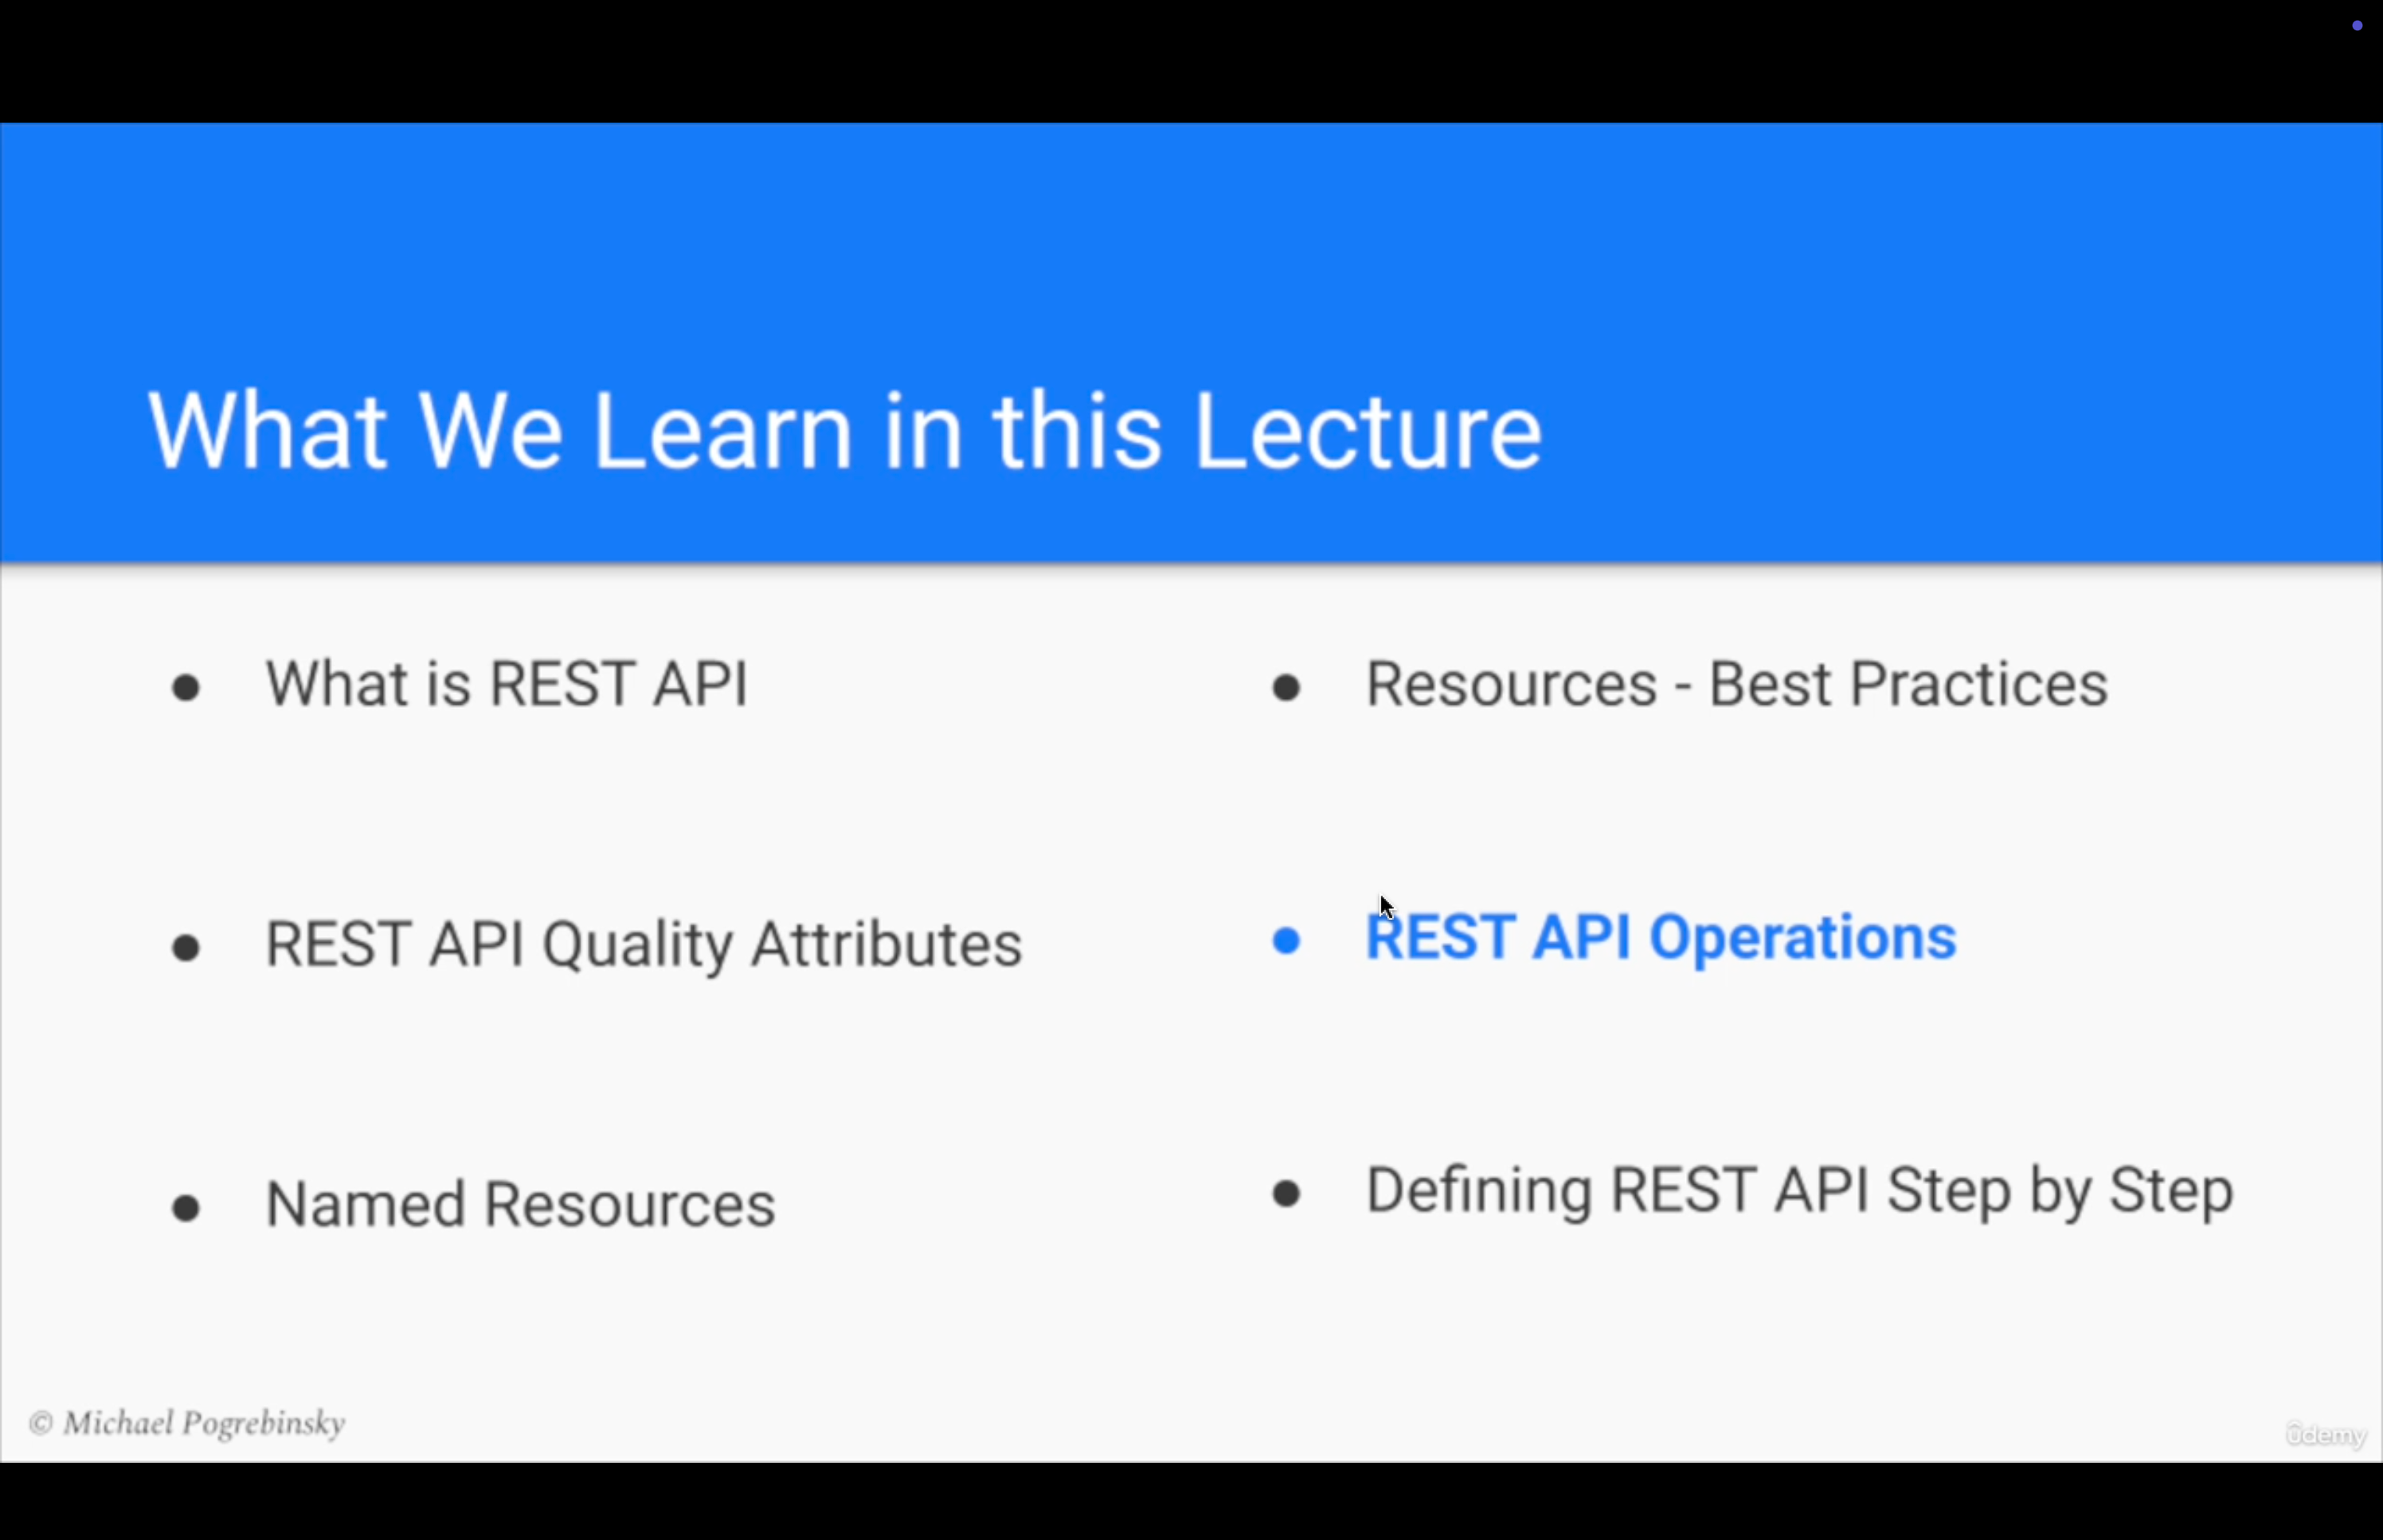 What We Learn in this Lecture
• What is REST API
• REST API Quality Attributes
• Named Resources
• Resources - Best Practices
• REST API Operations
• Defining REST API Step by Step
© Michael Pogrebinsky
ûdemy